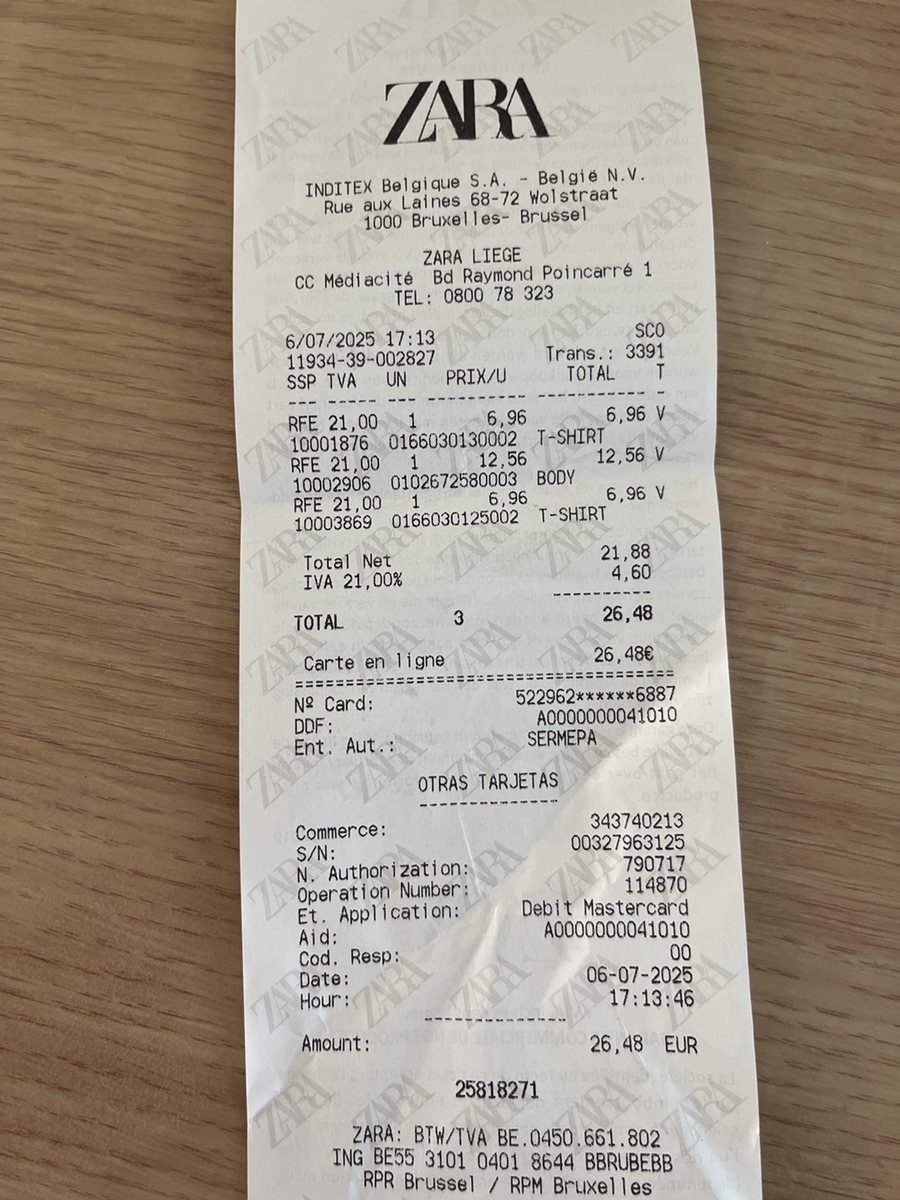 ZARA
INDITEX Belgique S.A. - België N.V.
Rue aux Laines 68-72 Wolstraat
1000 Bruxelles- Brussel
ZARA LIEGE
CC Médiacité Bd Raymond Poincarré 1
TEL: 0800 78 323
6/07/2025 17:13 SCO
11934-39-002827 Trans.: 3391
SSP TVA UN PRIX/U TOTAL T
--- ----- --- ---------- ---------- -
RFE 21,00 1 6,96 6,96 V
10001876 0166030130002 T-SHIRT
RFE 21,00 1 12,56 12,56 V
10002906 0102672580003 BODY
RFE 21,00 1 6,96 6,96 V
10003869 0166030125002 T-SHIRT
Total Net 21,88
IVA 21,00% 4,60
----------
TOTAL 3 26,48
Carte en ligne 26,48€
======================================
Nº Card: 522962******6887
DDF: A0000000041010
Ent. Aut.: SERMEPA
OTRAS TARJETAS
--------------
Commerce: 343740213
S/N: 00327963125
N. Authorization: 790717
Operation Number: 114870
Et. Application: Debit Mastercard
Aid: A0000000041010
Cod. Resp: 00
Date: 06-07-2025
Hour: 17:13:46
--------------
Amount: 26,48 EUR
25818271
ZARA: BTW/TVA BE.0450.661.802
ING BE55 3101 0401 8644 BBRUBEBB
RPR Brussel / RPM Bruxelles